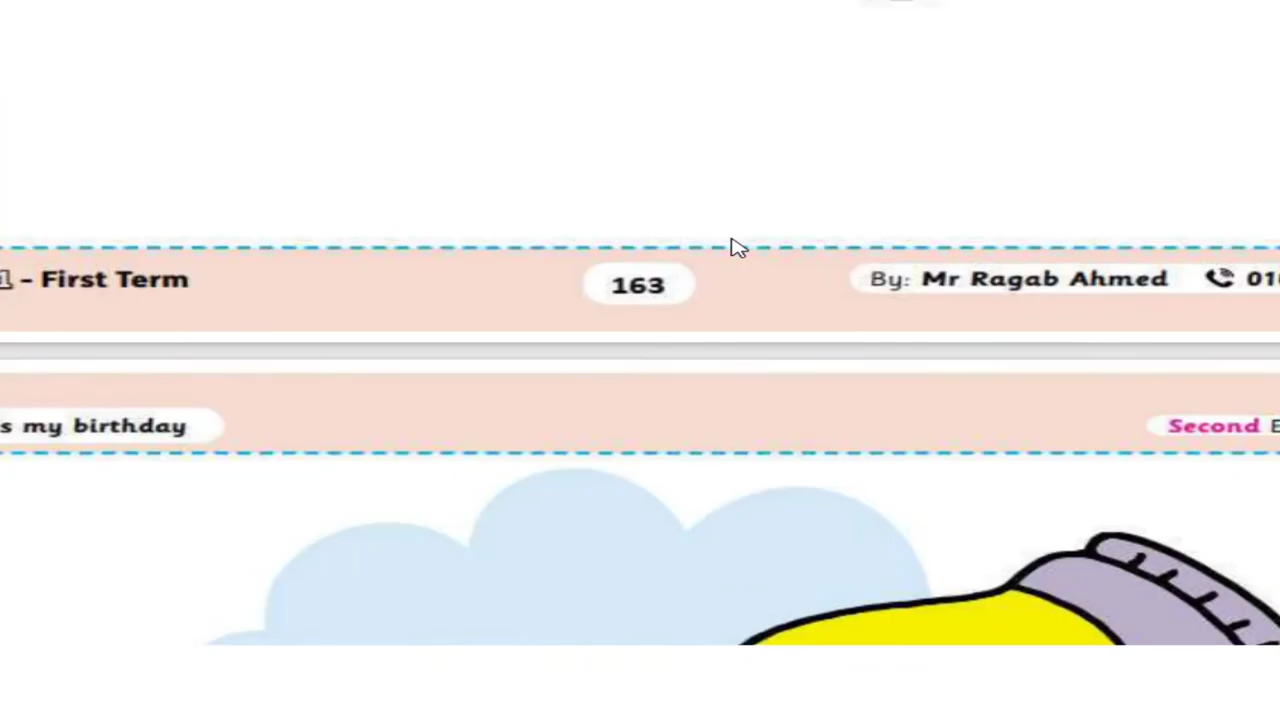 - First Term
163
By: Mr Ragab Ahmed
my birthday
Second